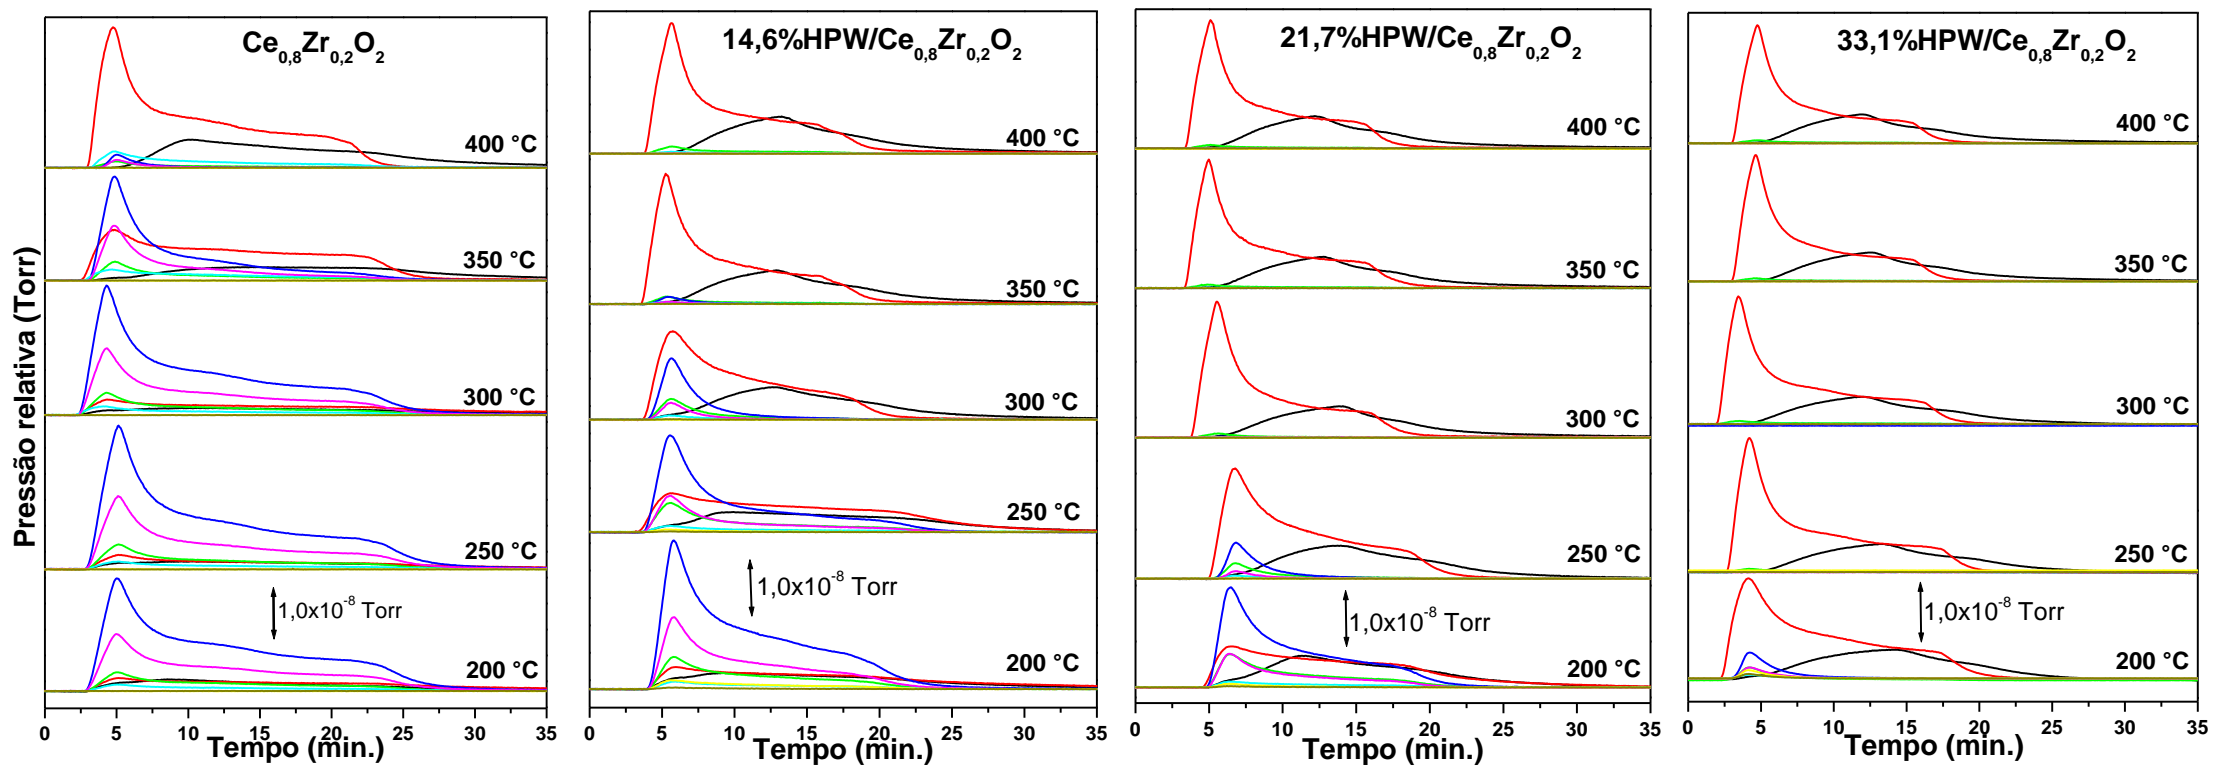 Pressão relativa (Torr)
Ce0,8Zr0,2O2
400 °C
350 °C
300 °C
250 °C
1,0x10-8 Torr
200 °C
0 5 10 15 20 25 30 35
Tempo (min.)
14,6%HPW/Ce0,8Zr0,2O2
400 °C
350 °C
300 °C
250 °C
1,0x10-8 Torr
200 °C
0 5 10 15 20 25 30 35
Tempo (min.)
21,7%HPW/Ce0,8Zr0,2O2
400 °C
350 °C
300 °C
250 °C
1,0x10-8 Torr
200 °C
0 5 10 15 20 25 30 35
Tempo (min.)
33,1%HPW/Ce0,8Zr0,2O2
400 °C
350 °C
300 °C
250 °C
1,0x10-8 Torr
200 °C
0 5 10 15 20 25 30 35
Tempo (min.)